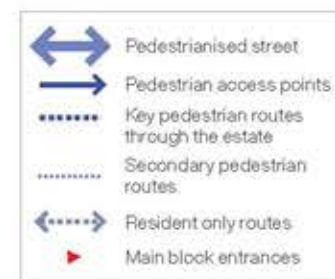 Pedestrianised street
Pedestrian access points
Key pedestrian routes
through the estate
Secondary pedestrian
routes
Resident only routes
Main block entrances